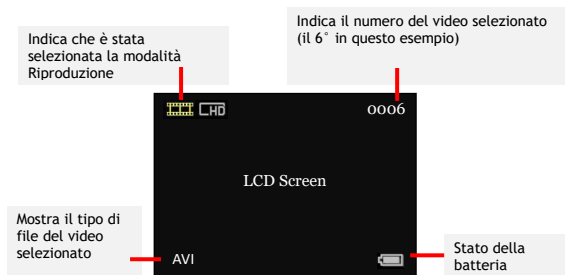 Indica che è stata
selezionata la modalità
Riproduzione
Indica il numero del video selezionato
(il 6° in questo esempio)
HD
0006
LCD Screen
Mostra il tipo di
file del video
selezionato
AVI
Stato della
batteria